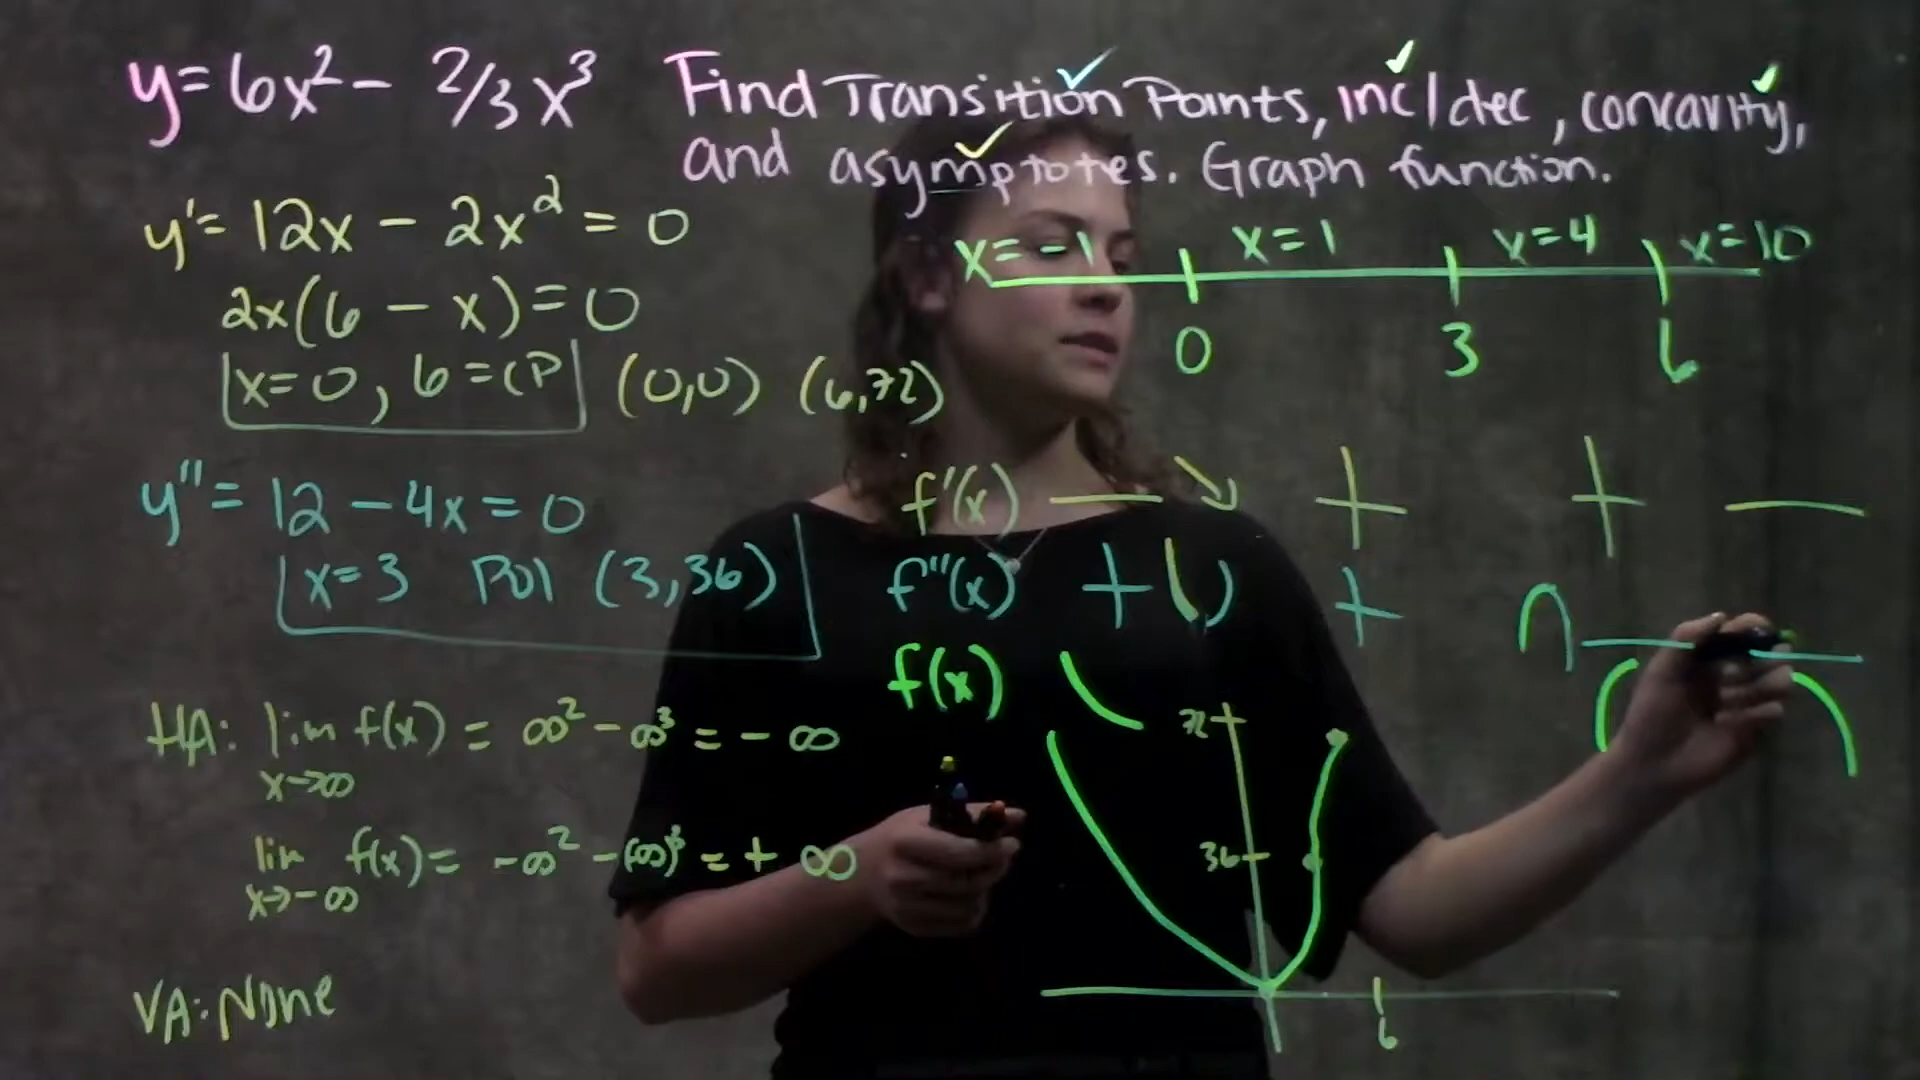 y=6x² - 2/3x³
Find Transition Points, inc/dec, concavity,
and asymptotes. Graph function.
y'= 12x - 2x² = 0
2x(6 - x)=0
x=0, 6=CP (0,0) (6,72)
y"= 12 - 4x = 0
x=3 POI (3,36)
HA: lim f(x) = ∞² - ∞³ = - ∞
x→∞
lim f(x)= -∞² - (∞)³ = + ∞
x→-∞
VA: None
x=-1 x=1 x=4 x=10
0 3 6
f'(x) — ↘ + + —
f"(x) + + — —
f(x)
72
36
6